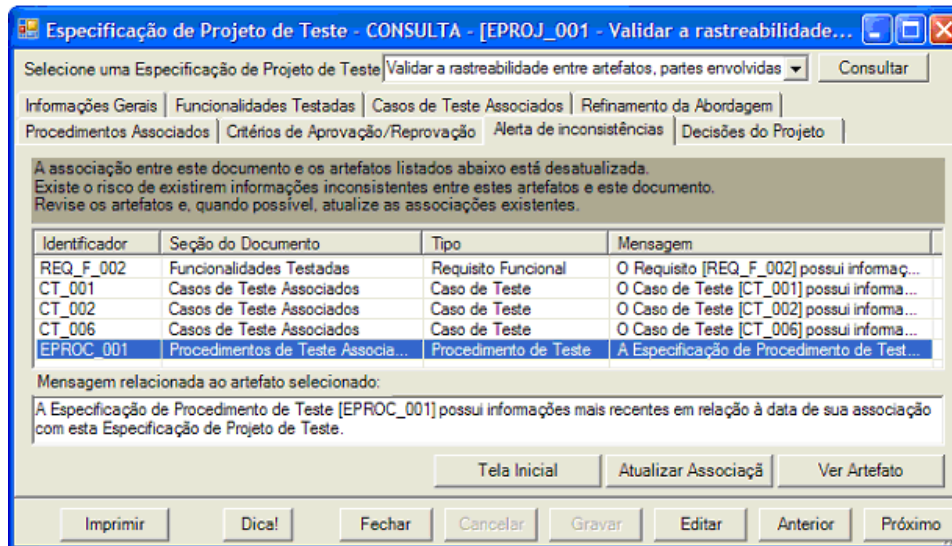 Especificação de Projeto de Teste - CONSULTA - [EPROJ_001 - Validar a rastreabilidade...
Selecione uma Especificação de Projeto de Teste Validar a rastreabilidade entre artefatos, partes envolvidas Consultar
Informações Gerais Funcionalidades Testadas Casos de Teste Associados Refinamento da Abordagem
Procedimentos Associados Critérios de Aprovação/Reprovação Alerta de inconsistências Decisões do Projeto
A associação entre este documento e os artefatos listados abaixo está desatualizada.
Existe o risco de existirem informações inconsistentes entre estes artefatos e este documento.
Revise os artefatos e, quando possível, atualize as associações existentes.
Identificador Seção do Documento Tipo Mensagem
REQ_F_002 Funcionalidades Testadas Requisito Funcional O Requisito [REQ_F_002] possui informaç...
CT_001 Casos de Teste Associados Caso de Teste O Caso de Teste [CT_001] possui informa...
CT_002 Casos de Teste Associados Caso de Teste O Caso de Teste [CT_002] possui informa...
CT_006 Casos de Teste Associados Caso de Teste O Caso de Teste [CT_006] possui informa...
EPROC_001 Procedimentos de Teste Associa... Procedimento de Teste A Especificação de Procedimento de Test...
Mensagem relacionada ao artefato selecionado:
A Especificação de Procedimento de Teste [EPROC_001] possui informações mais recentes em relação à data de sua associação
com esta Especificação de Projeto de Teste.
Tela Inicial Atualizar Associaçã Ver Artefato
Imprimir Dica! Fechar Cancelar Gravar Editar Anterior Próximo